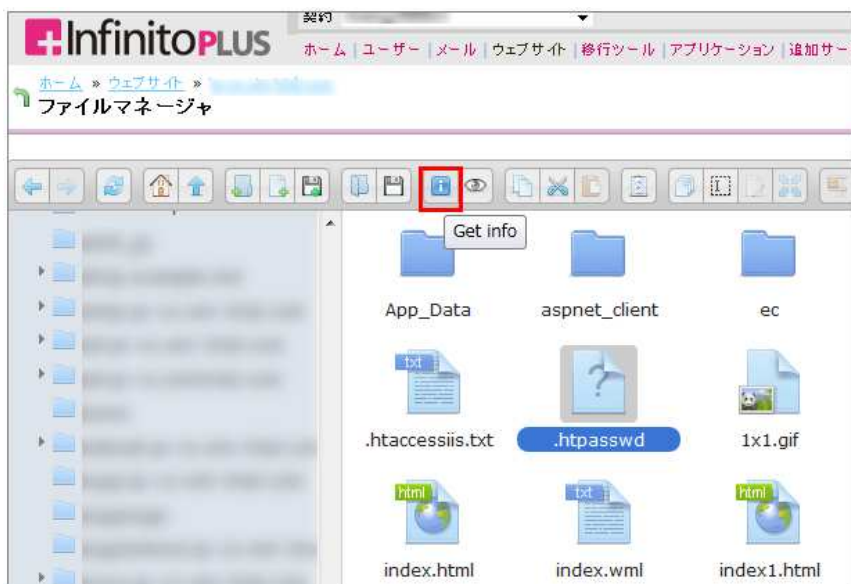 契約
InfinitoPLUS
ホーム | ユーザー | メール | ウェブサイト | 移行ツール | アプリケーション | 追加サー
ホーム » ウェブサイト »
ファイルマネージャ
Get info
App_Data
aspnet_client
ec
txt
.htaccessiis.txt
?
.htpasswd
1x1.gif
html
index.html
txt
index.wml
html
index1.html